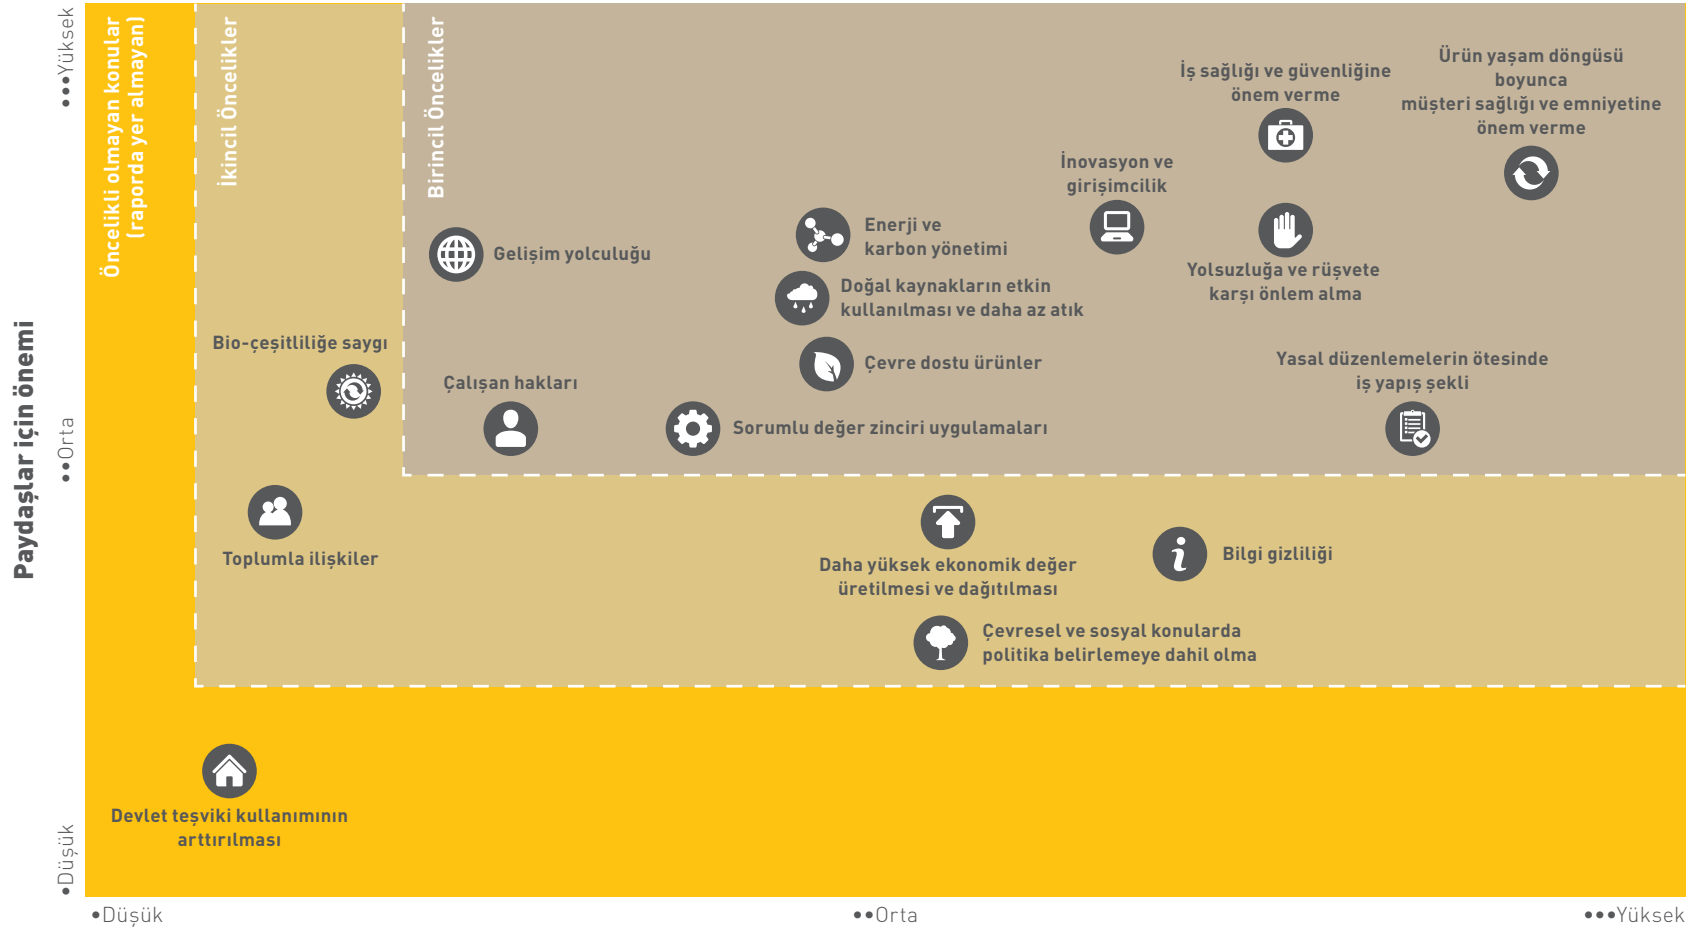 Paydaşlar için önemi
•••Yüksek
••Orta
•Düşük
Öncelikli olmayan konular
(raporda yer almayan)
İkincil Öncelikler
Birincil Öncelikler
İş sağlığı ve güvenliğine
önem verme
Ürün yaşam döngüsü
boyunca
müşteri sağlığı ve emniyetine
önem verme
İnovasyon ve
girişimcilik
Enerji ve
karbon yönetimi
Gelişim yolculuğu
Yolsuzluğa ve rüşvete
karşı önlem alma
Doğal kaynakların etkin
kullanılması ve daha az atık
Bio-çeşitliliğe saygı
Çevre dostu ürünler
Yasal düzenlemelerin ötesinde
iş yapış şekli
Çalışan hakları
Sorumlu değer zinciri uygulamaları
Toplumla ilişkiler
Daha yüksek ekonomik değer
üretilmesi ve dağıtılması
Bilgi gizliliği
Çevresel ve sosyal konularda
politika belirlemeye dahil olma
Devlet teşviki kullanımının
arttırılması
•Düşük
••Orta
•••Yüksek